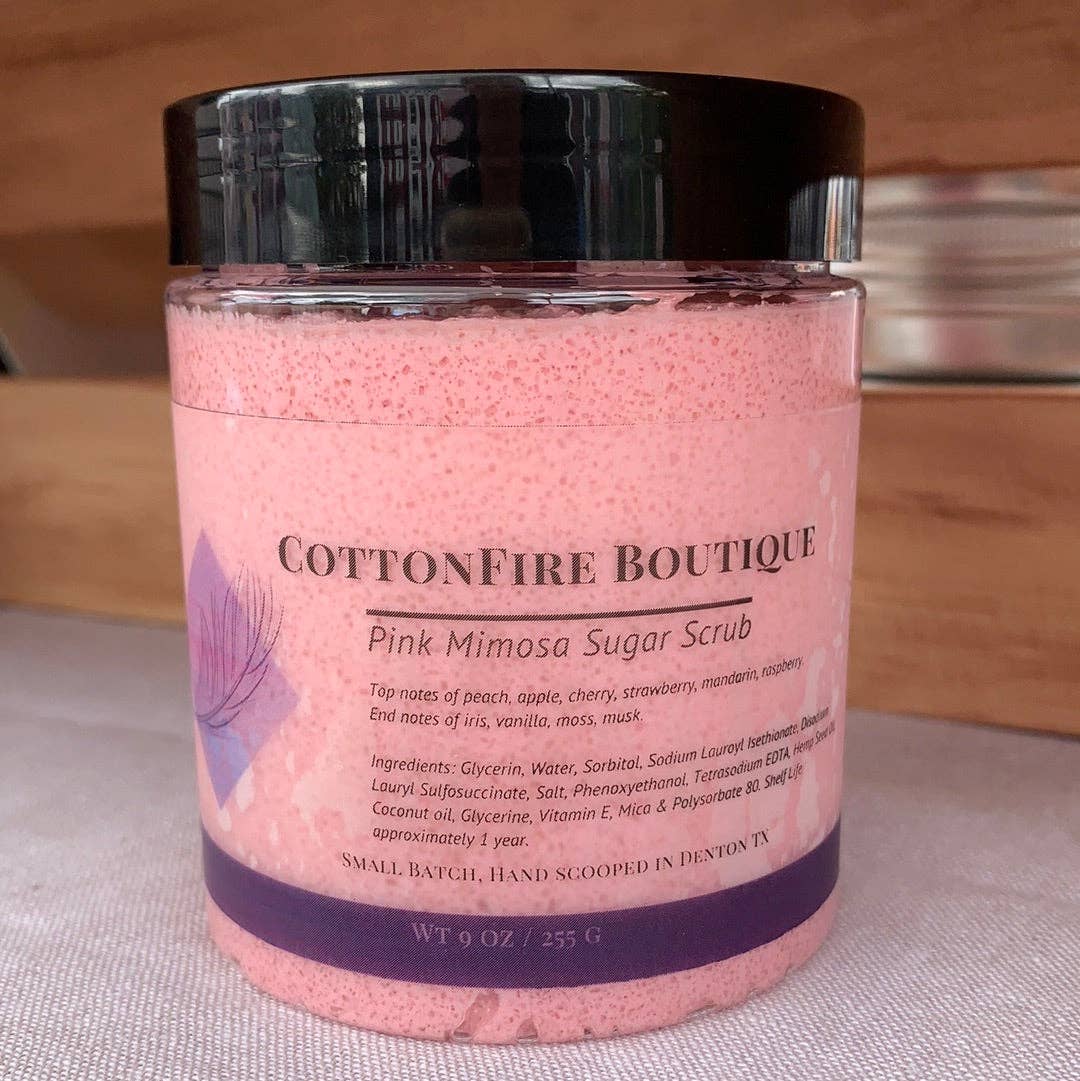 COTTONFIRE BOUTIQUE
Pink Mimosa Sugar Scrub
Top notes of peach, apple, cherry, strawberry, mandarin, raspberry.
End notes of iris, vanilla, moss, musk.
Ingredients: Glycerin, Water, Sorbitol, Sodium Lauroyl Isethionate, Disodium
Lauryl Sulfosuccinate, Salt, Phenoxyethanol, Tetrasodium EDTA, Hemp Seed Oil,
Coconut oil, Glycerine, Vitamin E, Mica & Polysorbate 80. Shelf Life
approximately 1 year.
SMALL BATCH, HAND SCOOPED IN DENTON TX
WT 9 OZ / 255 G